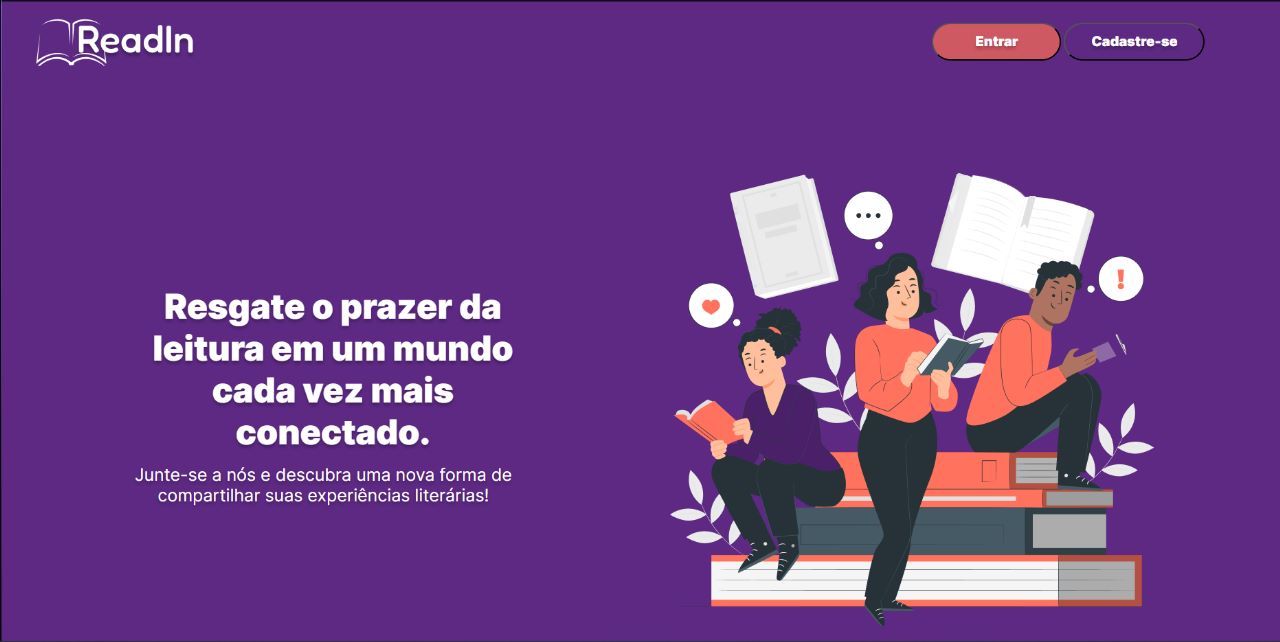 ReadIn
Entrar
Cadastre-se
Resgate o prazer da
leitura em um mundo
cada vez mais
conectado.
Junte-se a nós e descubra uma nova forma de
compartilhar suas experiências literárias!